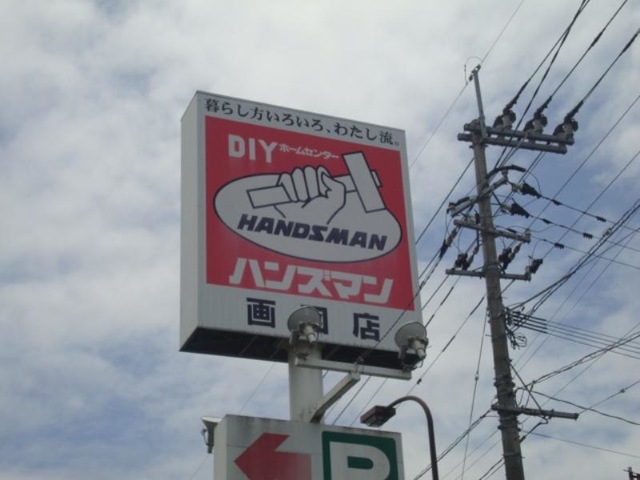 暮らし方いろいろ、わたし流。
DIY ホームセンター
HANDSMAN
ハンズマン
画図店
P